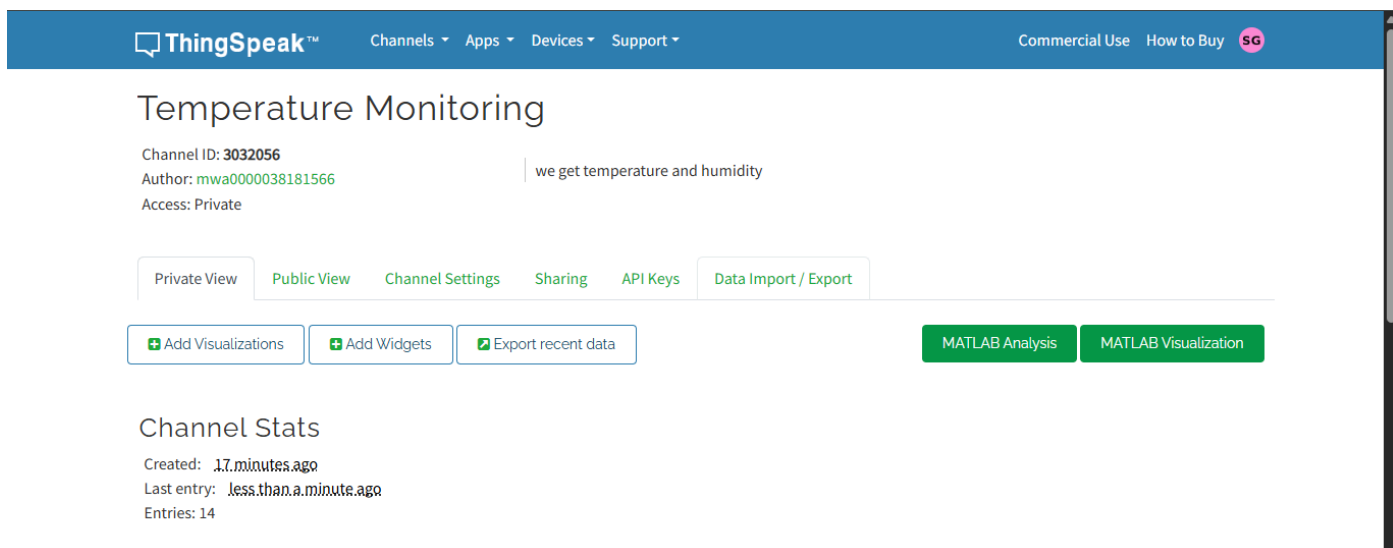 ThingSpeak™ Channels Apps Devices Support Commercial Use How to Buy SG
Temperature Monitoring
Channel ID: 3032056
Author: mwa0000038181566
Access: Private
we get temperature and humidity
Private View Public View Channel Settings Sharing API Keys Data Import / Export
Add Visualizations Add Widgets Export recent data MATLAB Analysis MATLAB Visualization
Channel Stats
Created: 17 minutes ago
Last entry: less than a minute ago
Entries: 14